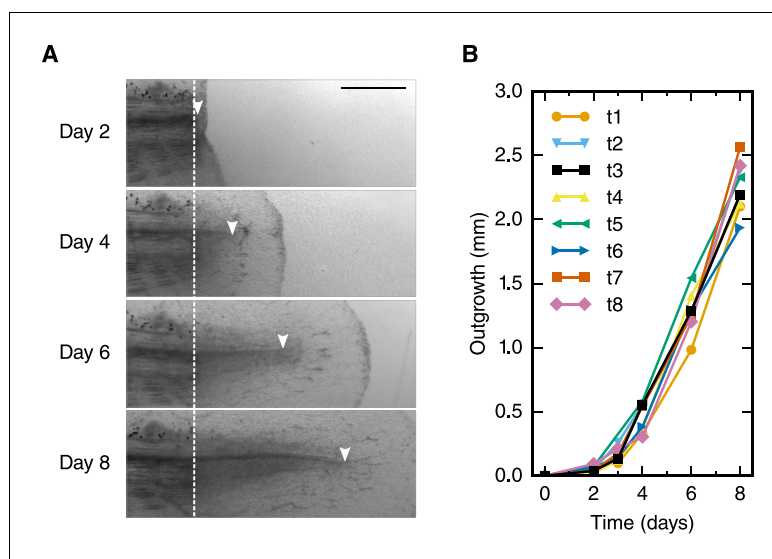 A
Day 2
Day 4
Day 6
Day 8
B
3.0
2.5
2.0
1.5
1.0
0.5
0.0
Outgrowth (mm)
t1
t2
t3
t4
t5
t6
t7
t8
0 2 4 6 8
Time (days)